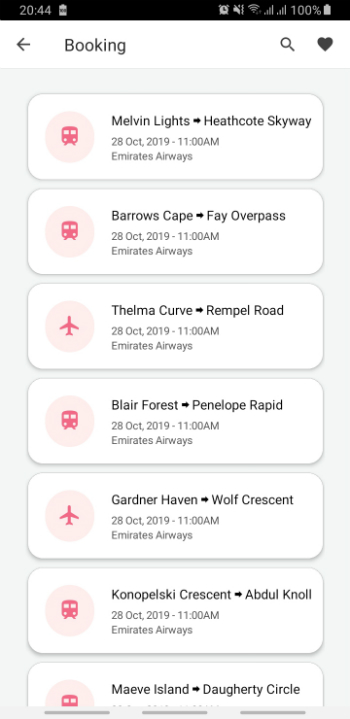 20:44 100%
Booking
Melvin Lights ➡ Heathcote Skyway
28 Oct, 2019 - 11:00AM
Emirates Airways
Barrows Cape ➡ Fay Overpass
28 Oct, 2019 - 11:00AM
Emirates Airways
Thelma Curve ➡ Rempel Road
28 Oct, 2019 - 11:00AM
Emirates Airways
Blair Forest ➡ Penelope Rapid
28 Oct, 2019 - 11:00AM
Emirates Airways
Gardner Haven ➡ Wolf Crescent
28 Oct, 2019 - 11:00AM
Emirates Airways
Konopelski Crescent ➡ Abdul Knoll
28 Oct, 2019 - 11:00AM
Emirates Airways
Maeve Island ➡ Daugherty Circle